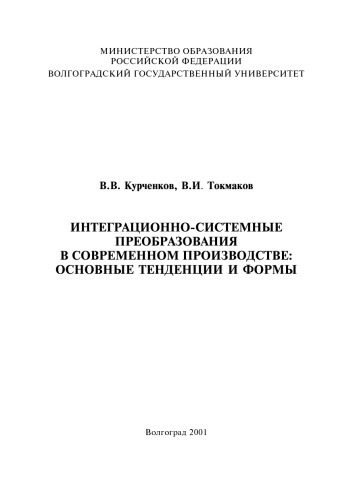 МИНИСТЕРСТВО ОБРАЗОВАНИЯ
РОССИЙСКОЙ ФЕДЕРАЦИИ
ВОЛГОГРАДСКИЙ ГОСУДАРСТВЕННЫЙ УНИВЕРСИТЕТ
В.В. Курченков, В.И. Токмаков
ИНТЕГРАЦИОННО-СИСТЕМНЫЕ
ПРЕОБРАЗОВАНИЯ
В СОВРЕМЕННОМ ПРОИЗВОДСТВЕ:
ОСНОВНЫЕ ТЕНДЕНЦИИ И ФОРМЫ
Волгоград 2001